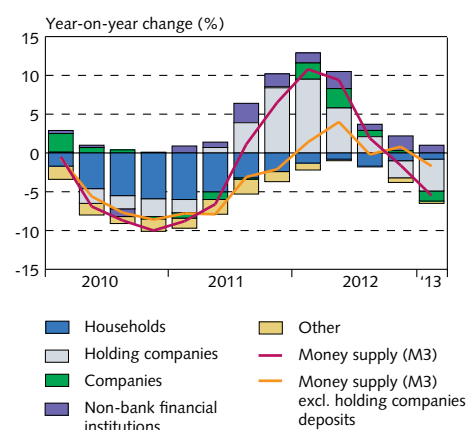 Year-on-year change (%)
15
10
5
0
-5
-10
-15
2010
2011
2012
'13
Households
Holding companies
Companies
Non-bank financial
institutions
Other
Money supply (M3)
Money supply (M3)
excl. holding companies
deposits